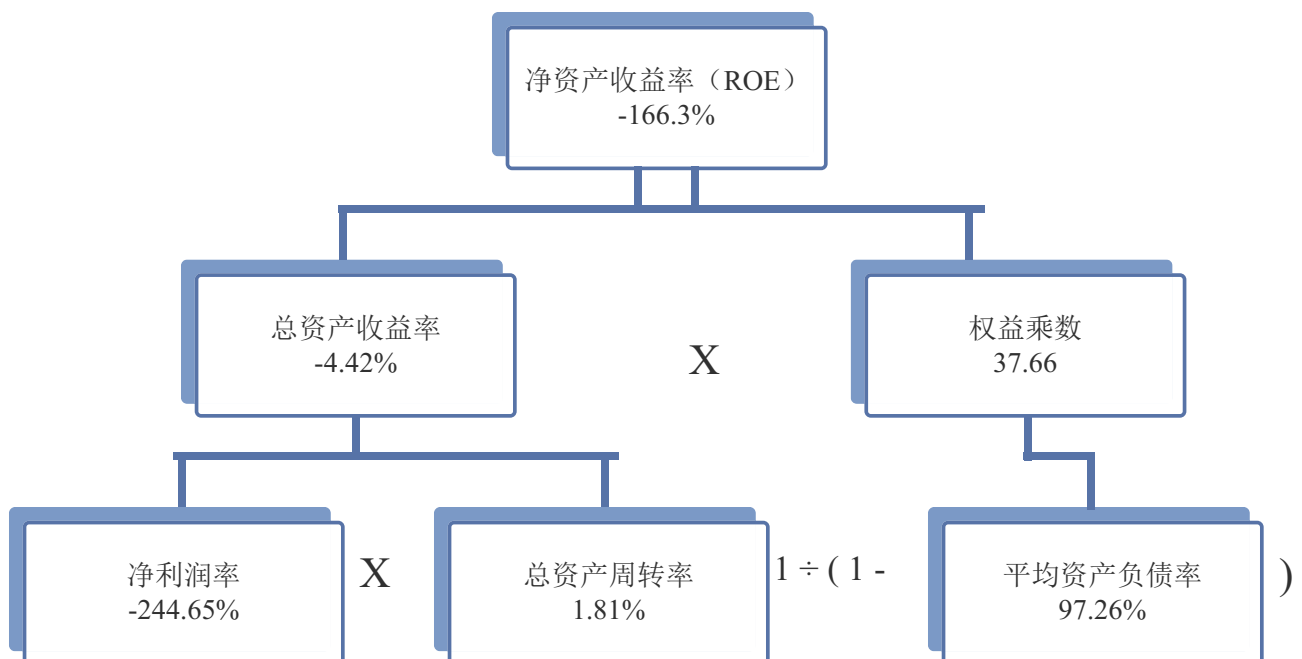 净资产收益率（ROE）
-166.3%
总资产收益率
-4.42%
X
权益乘数
37.66
净利润率
-244.65%
X
总资产周转率
1.81%
1 ÷ ( 1 -
平均资产负债率
97.26%
)